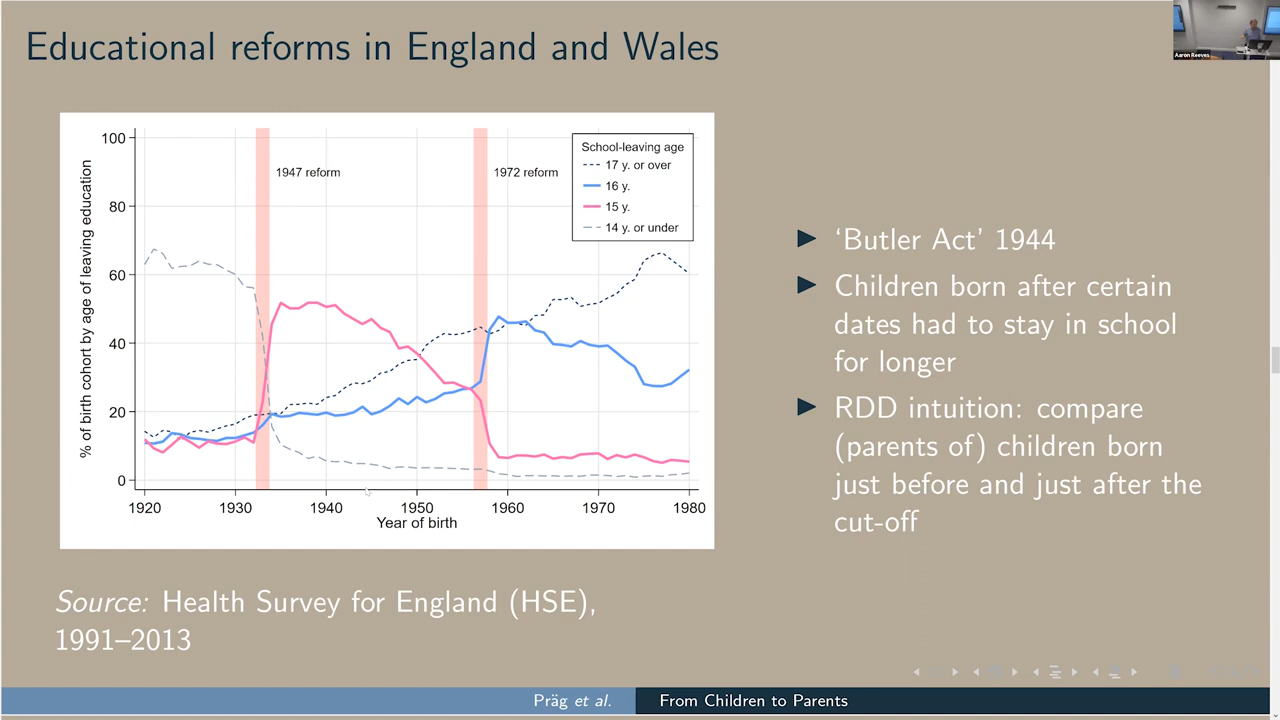 Educational reforms in England and Wales
Aaron Reeves
% of birth cohort by age of leaving education
100
80
60
40
20
0
1947 reform
1972 reform
School-leaving age
17 y. or over
16 y.
15 y.
14 y. or under
1920 1930 1940 1950 1960 1970 1980
Year of birth
▶ ‘Butler Act’ 1944
▶ Children born after certain
dates had to stay in school
for longer
▶ RDD intuition: compare
(parents of) children born
just before and just after the
cut-off
Source: Health Survey for England (HSE),
1991–2013
Präg et al. From Children to Parents